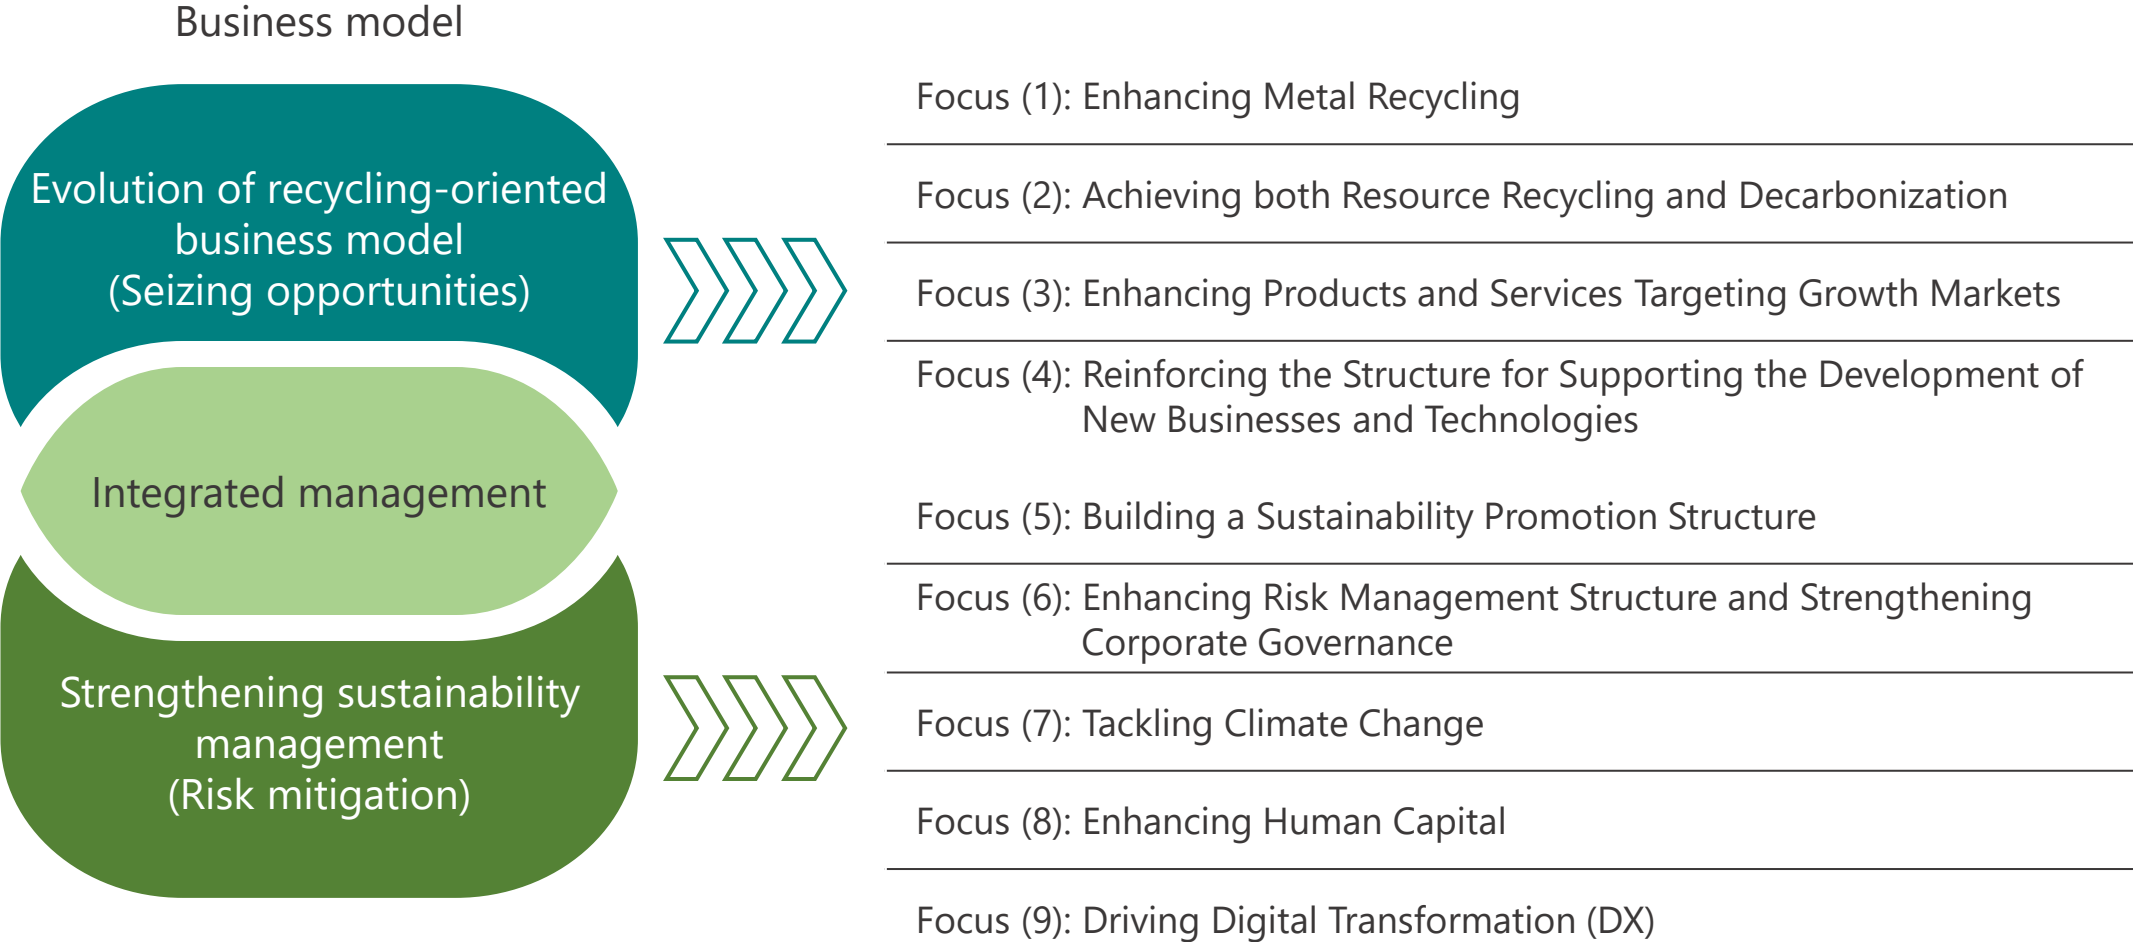 Business model
Evolution of recycling-oriented
business model
(Seizing opportunities)
Integrated management
Strengthening sustainability
management
(Risk mitigation)
Focus (1): Enhancing Metal Recycling
Focus (2): Achieving both Resource Recycling and Decarbonization
Focus (3): Enhancing Products and Services Targeting Growth Markets
Focus (4): Reinforcing the Structure for Supporting the Development of
New Businesses and Technologies
Focus (5): Building a Sustainability Promotion Structure
Focus (6): Enhancing Risk Management Structure and Strengthening
Corporate Governance
Focus (7): Tackling Climate Change
Focus (8): Enhancing Human Capital
Focus (9): Driving Digital Transformation (DX)